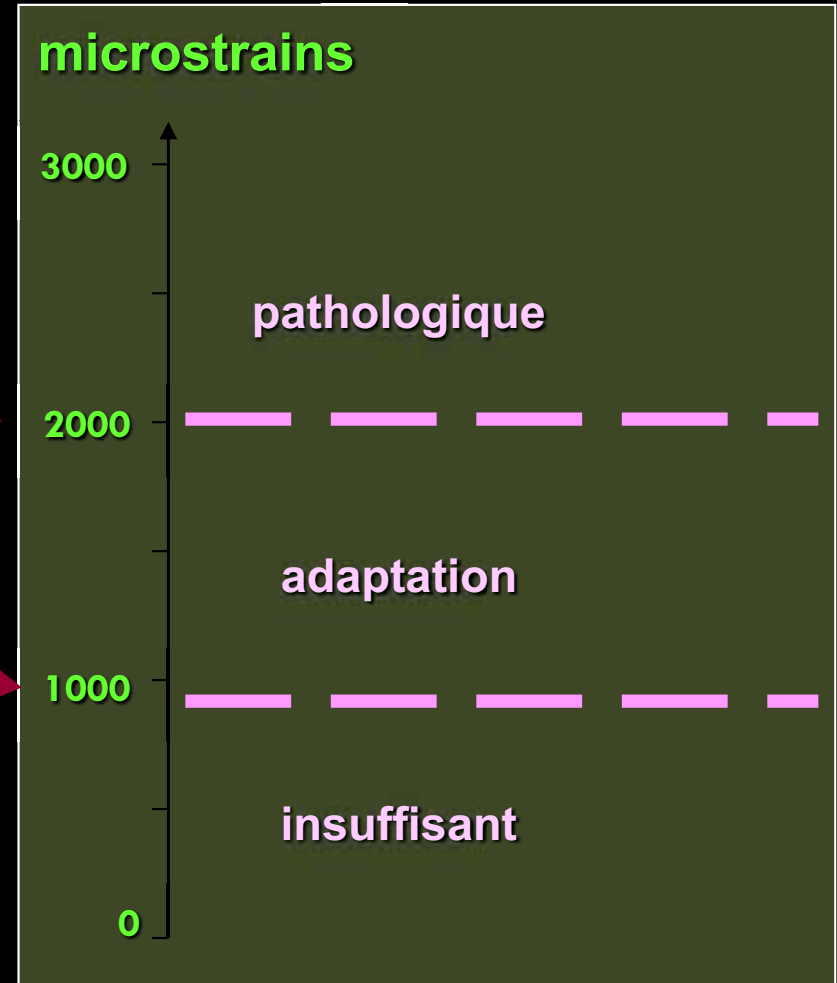 microstrains
3000
pathologique
2000
adaptation
1000
insuffisant
0